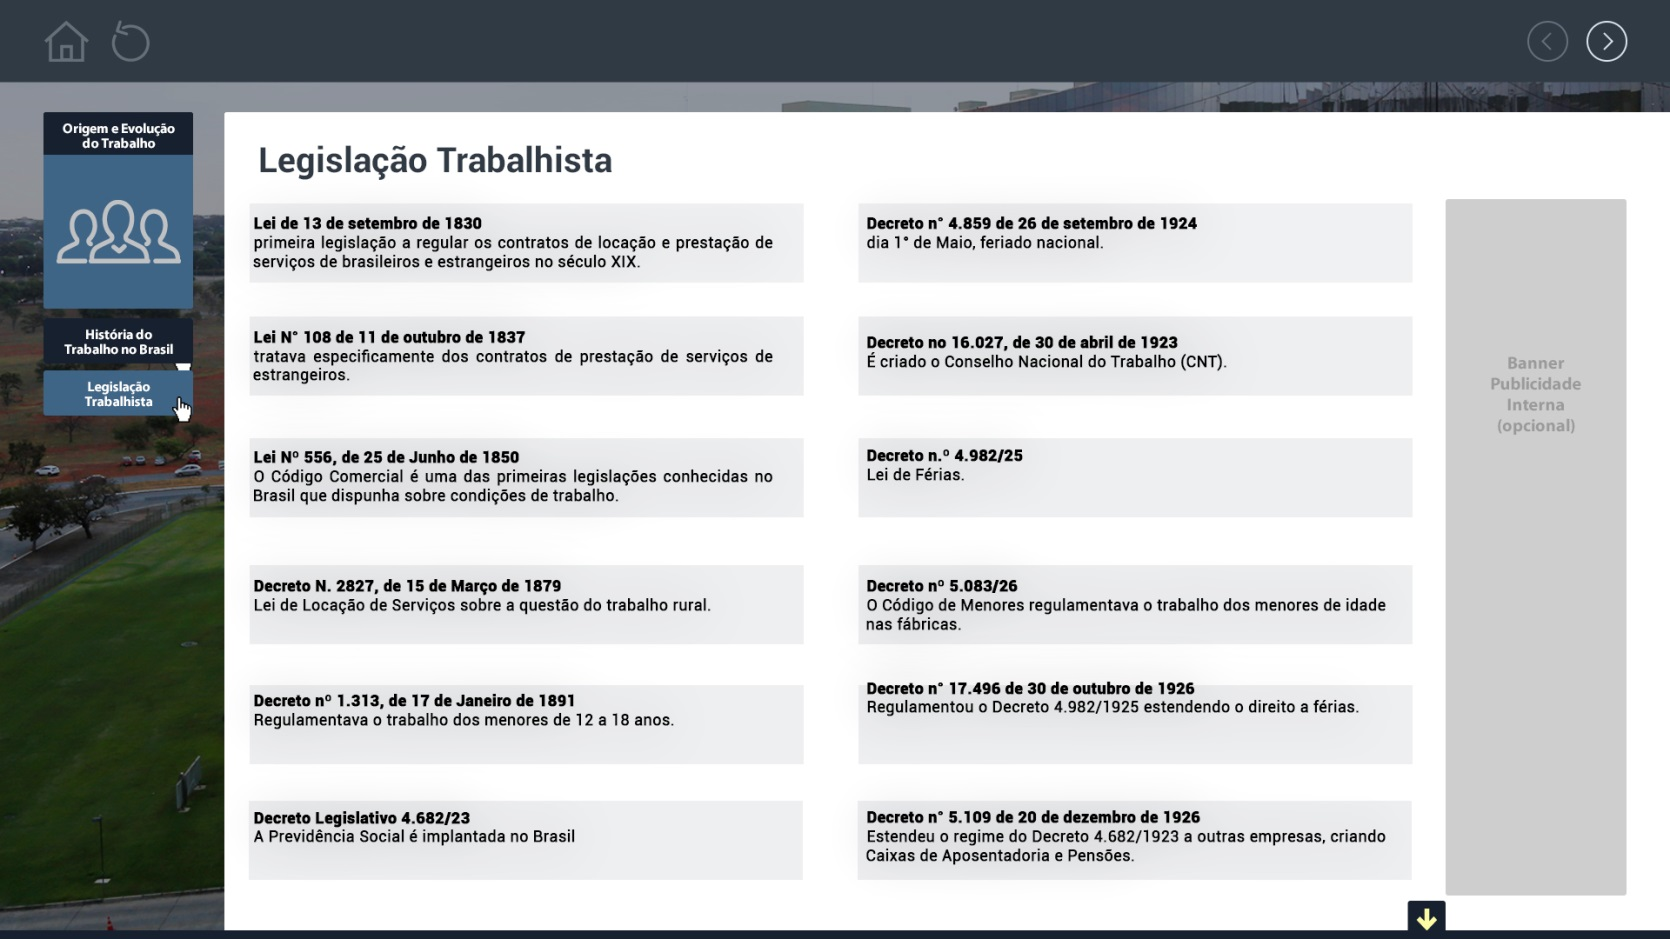 Origem e Evolução
do Trabalho
História do
Trabalho no Brasil
Legislação
Trabalhista
Legislação Trabalhista
Lei de 13 de setembro de 1830
primeira legislação a regular os contratos de locação e prestação de
serviços de brasileiros e estrangeiros no século XIX.
Lei N° 108 de 11 de outubro de 1837
tratava especificamente dos contratos de prestação de serviços de
estrangeiros.
Lei Nº 556, de 25 de Junho de 1850
O Código Comercial é uma das primeiras legislações conhecidas no
Brasil que dispunha sobre condições de trabalho.
Decreto N. 2827, de 15 de Março de 1879
Lei de Locação de Serviços sobre a questão do trabalho rural.
Decreto nº 1.313, de 17 de Janeiro de 1891
Regulamentava o trabalho dos menores de 12 a 18 anos.
Decreto Legislativo 4.682/23
A Previdência Social é implantada no Brasil
Decreto n° 4.859 de 26 de setembro de 1924
dia 1° de Maio, feriado nacional.
Decreto no 16.027, de 30 de abril de 1923
É criado o Conselho Nacional do Trabalho (CNT).
Decreto n.º 4.982/25
Lei de Férias.
Decreto nº 5.083/26
O Código de Menores regulamentava o trabalho dos menores de idade
nas fábricas.
Decreto n° 17.496 de 30 de outubro de 1926
Regulamentou o Decreto 4.982/1925 estendendo o direito a férias.
Decreto n° 5.109 de 20 de dezembro de 1926
Estendeu o regime do Decreto 4.682/1923 a outras empresas, criando
Caixas de Aposentadoria e Pensões.
Banner
Publicidade
Interna
(opcional)